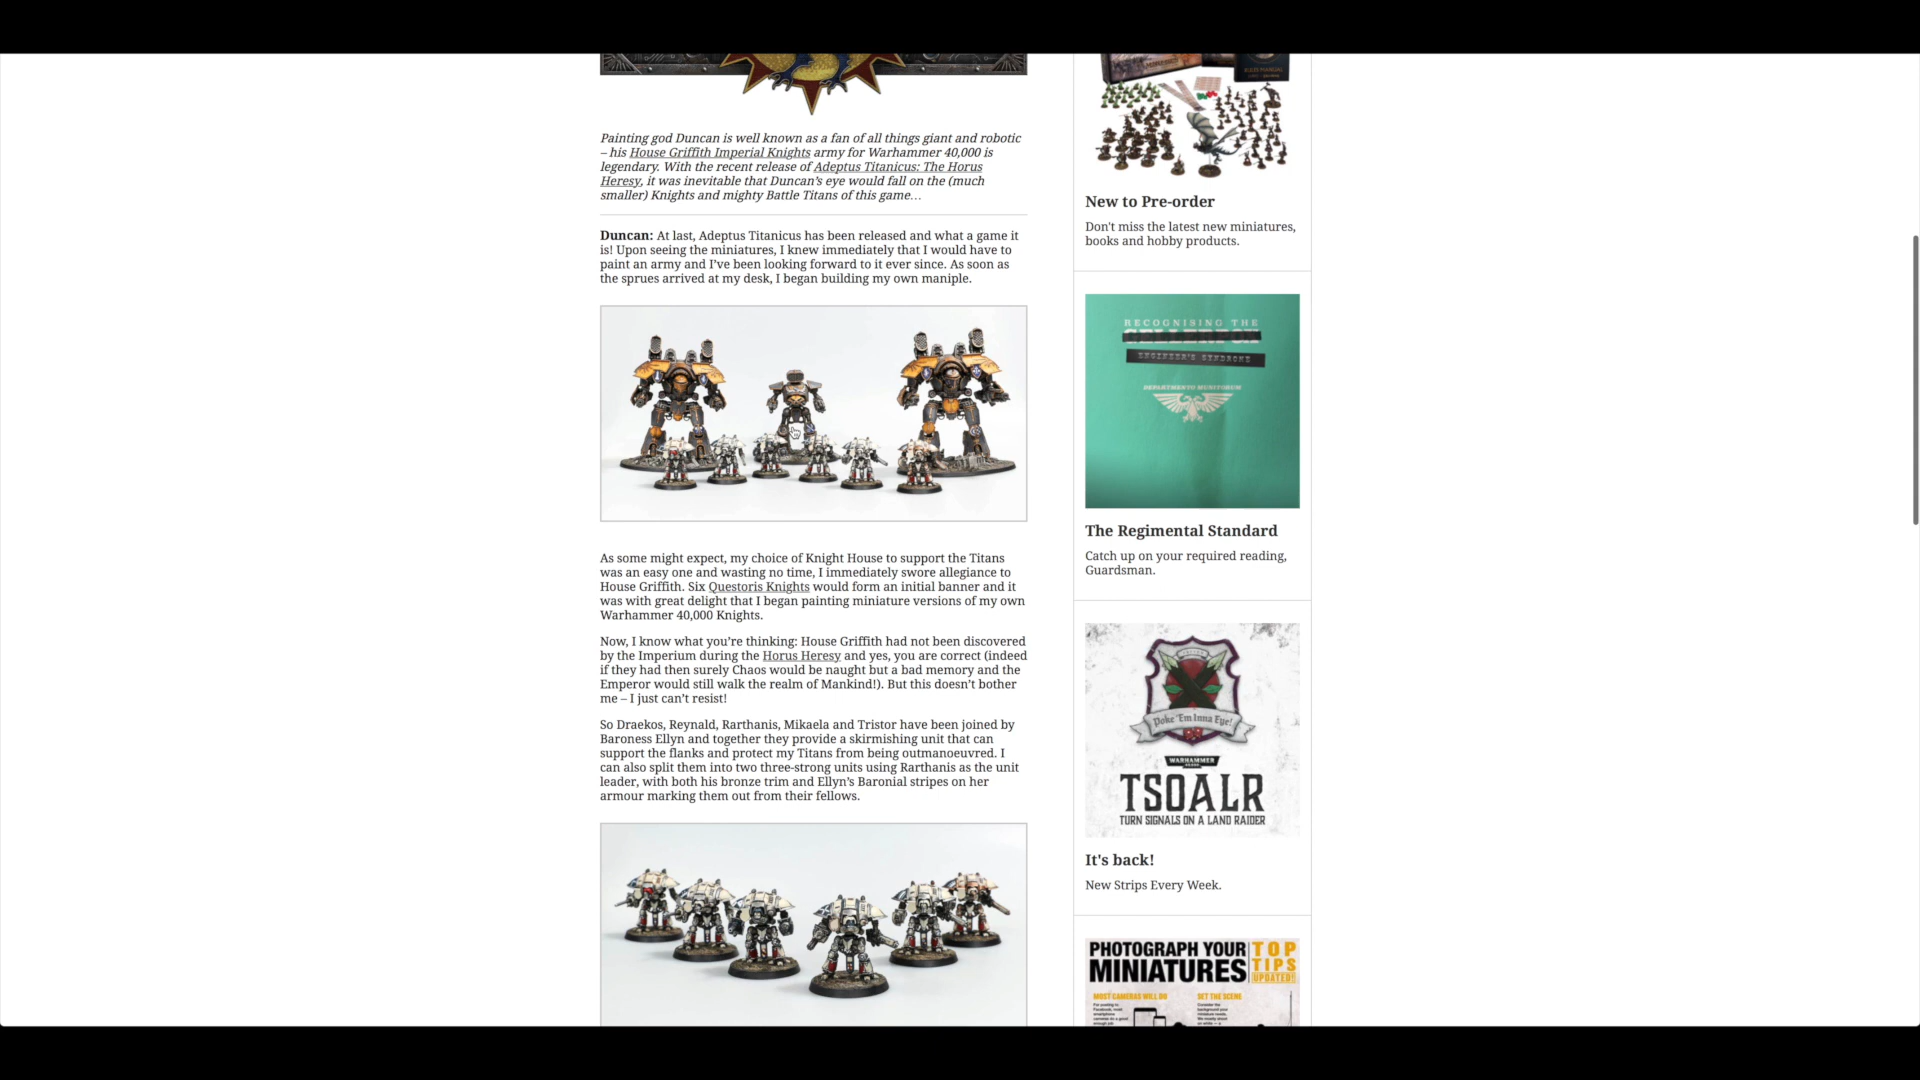 Painting god Duncan is well known as a fan of all things giant and robotic
– his House Griffith Imperial Knights army for Warhammer 40,000 is
legendary. With the recent release of Adeptus Titanicus: The Horus
Heresy, it was inevitable that Duncan’s eye would fall on the (much
smaller) Knights and mighty Battle Titans of this game…
Duncan: At last, Adeptus Titanicus has been released and what a game it
is! Upon seeing the miniatures, I knew immediately that I would have to
paint an army and I’ve been looking forward to it ever since. As soon as
the sprues arrived at my desk, I began building my own maniple.
As some might expect, my choice of Knight House to support the Titans
was an easy one and wasting no time, I immediately swore allegiance to
House Griffith. Six Questoris Knights would form an initial banner and it
was with great delight that I began painting miniature versions of my own
Warhammer 40,000 Knights.
Now, I know what you’re thinking: House Griffith had not been discovered
by the Imperium during the Horus Heresy and yes, you are correct (indeed
if they had then surely Chaos would be naught but a bad memory and the
Emperor would still walk the realm of Mankind!). But this doesn’t bother
me – I just can’t resist!
So Draekos, Reynald, Rarthanis, Mikaela and Tristor have been joined by
Baroness Ellyn and together they provide a skirmishing unit that can
support the flanks and protect my Titans from being outmanoeuvred. I
can also split them into two three-strong units using Rarthanis as the unit
leader, with both his bronze trim and Ellyn’s Baronial stripes on her
armour marking them out from their fellows.
New to Pre-order
Don't miss the latest new miniatures,
books and hobby products.
RECOGNISING THE
ENGINEER'S SYNDROME
DEPARTMENTO MUNITORUM
The Regimental Standard
Catch up on your required reading,
Guardsman.
Poke 'Em Inna Eye!
WARHAMMER
TSOALR
TURN SIGNALS ON A LAND RAIDER
It's back!
New Strips Every Week.
PHOTOGRAPH YOUR
MINIATURES
TOP
TIPS
UPDATED!
MOST CAMERAS WILL DO
SET THE SCENE